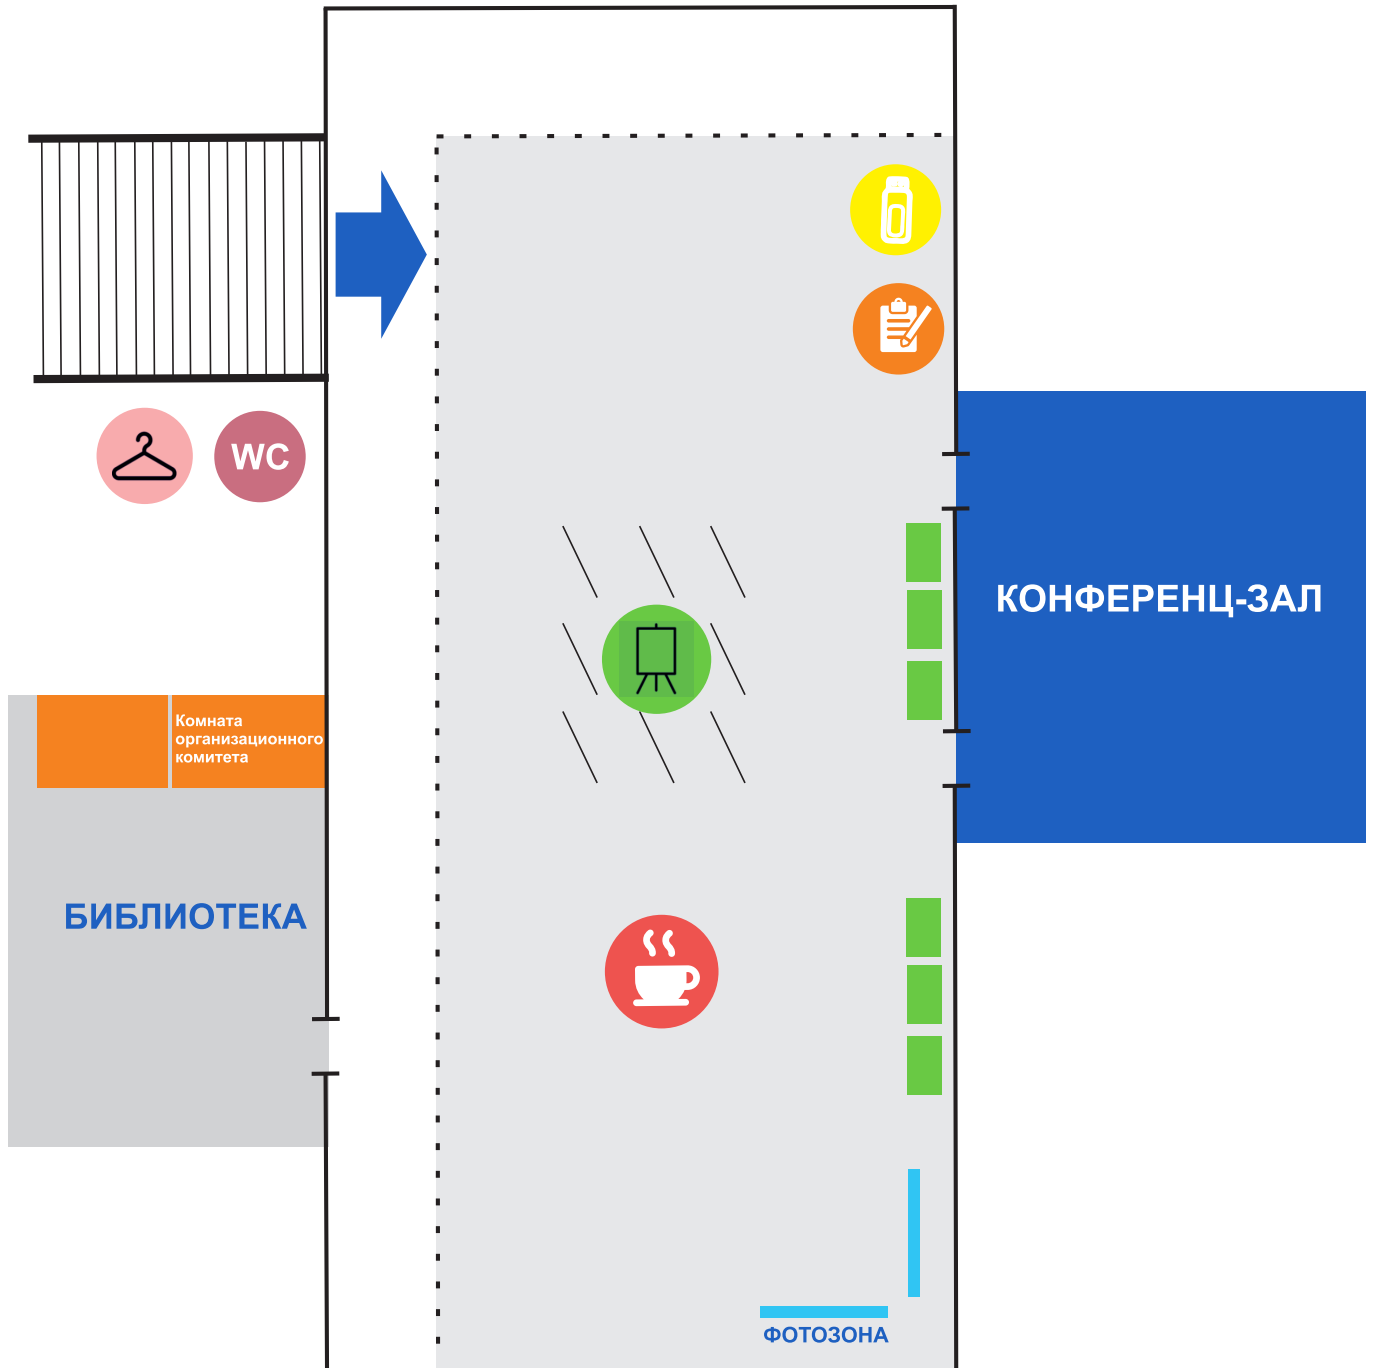 WC
КОНФЕРЕНЦ-ЗАЛ
Комната
организационного
комитета
БИБЛИОТЕКА
ФОТОЗОНА